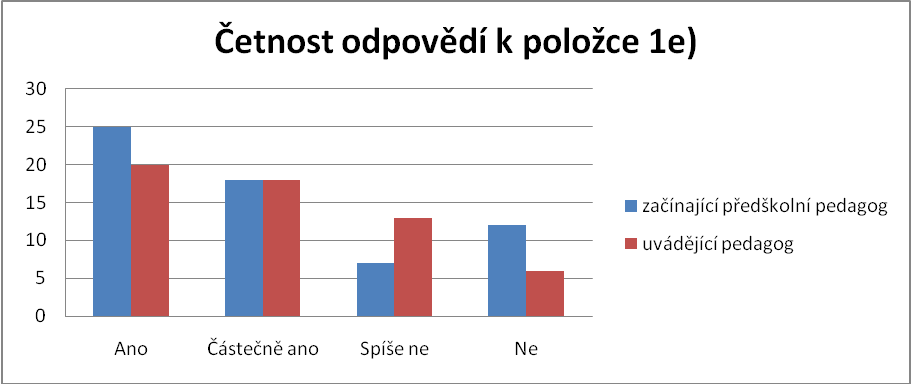 Četnost odpovědí k položce 1e)
30
25
20
15
10
5
0
Ano Částečně ano Spíše ne Ne
začínající předškolní pedagog
uvádějící pedagog